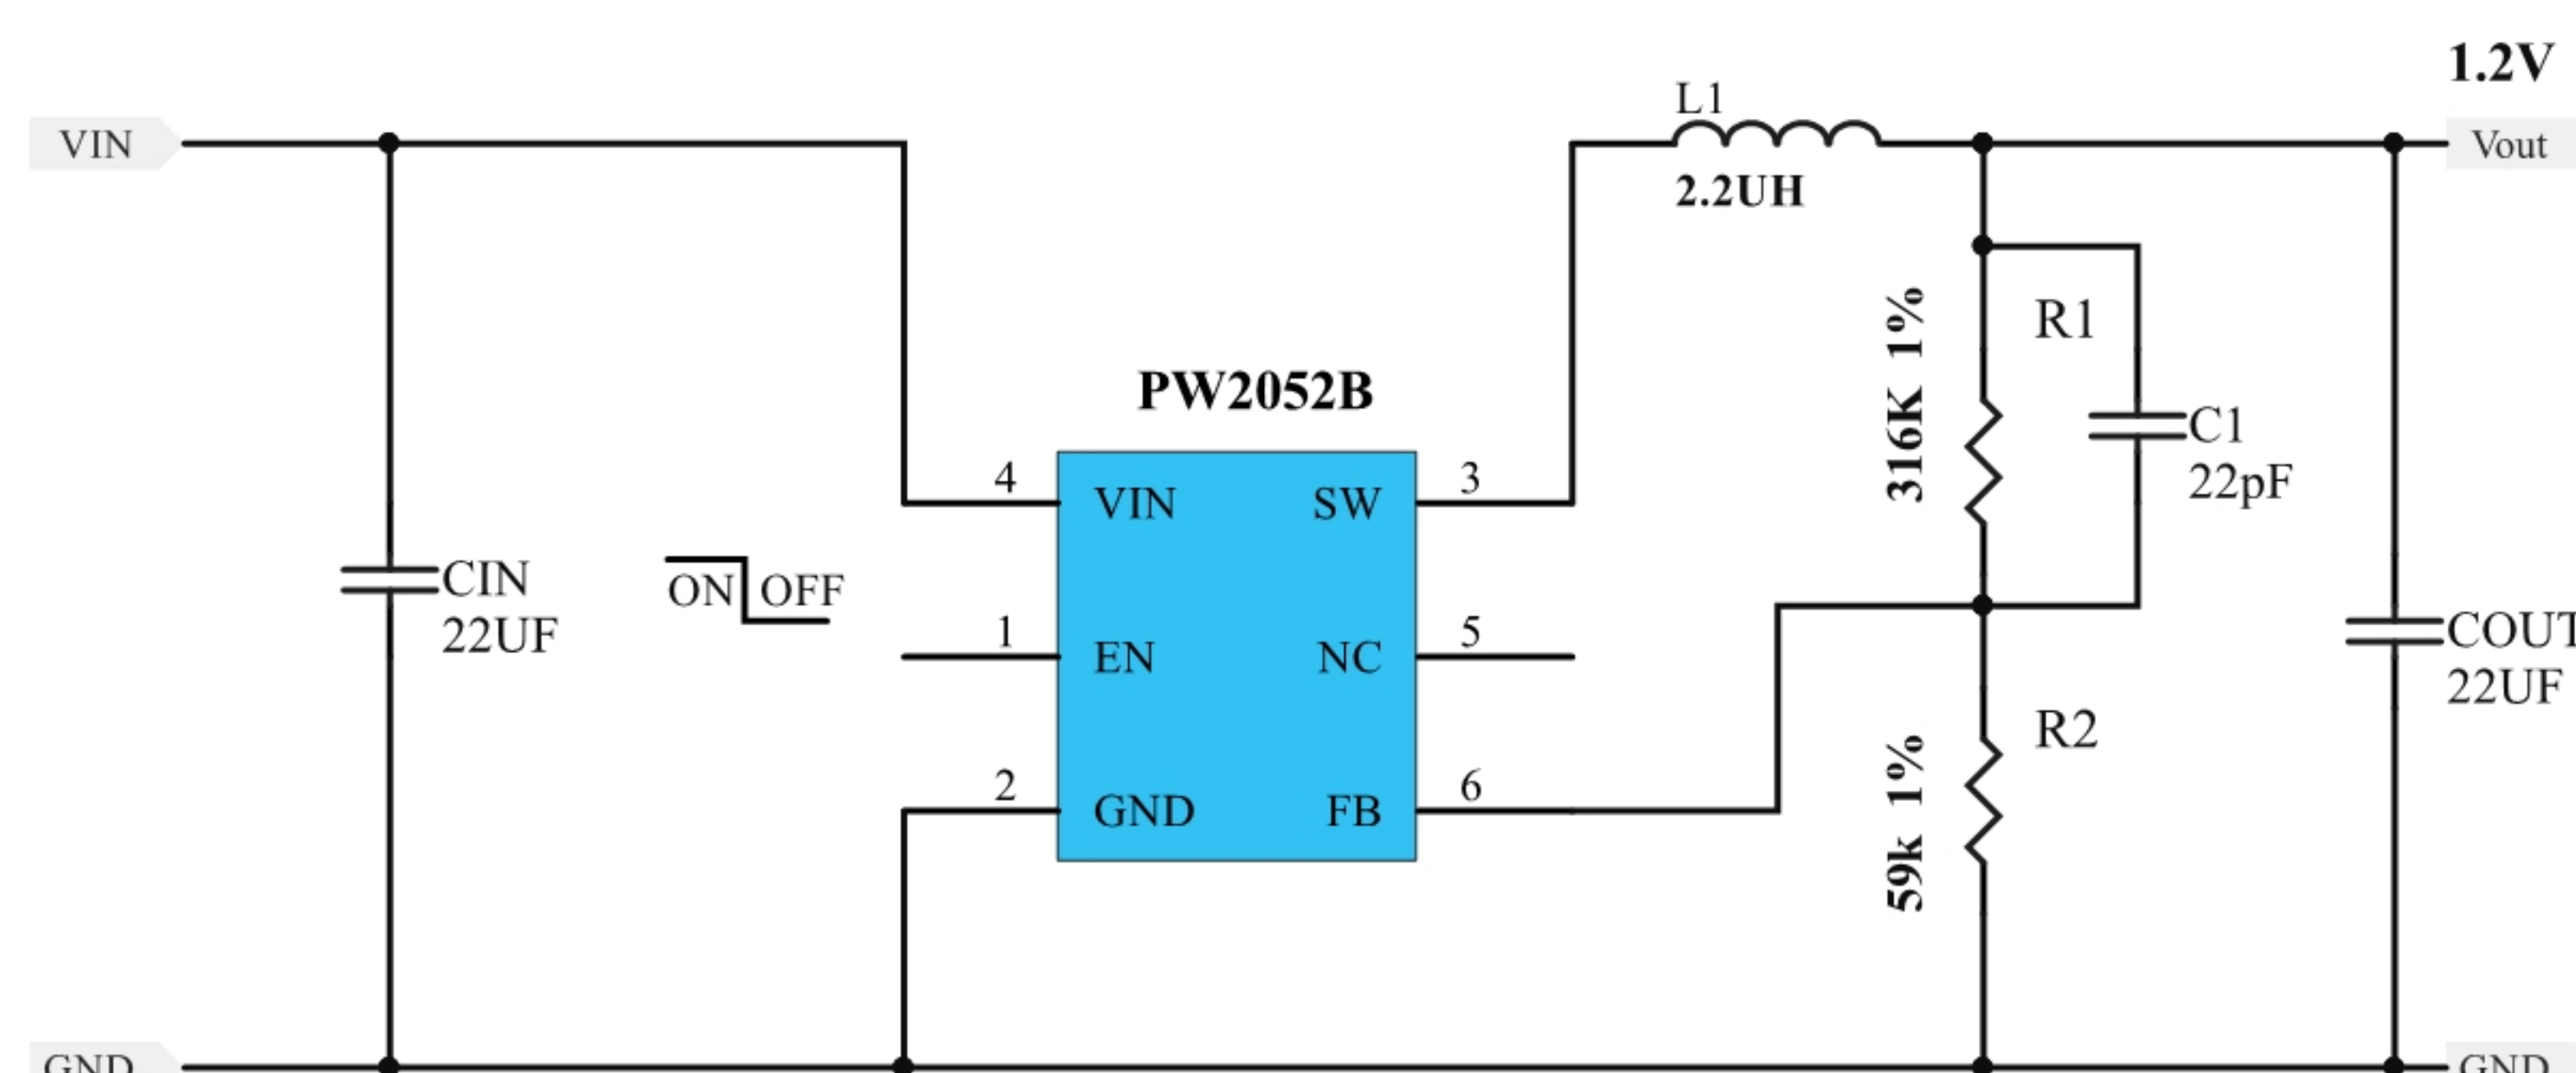 1.2V
VIN
L1
Vout
2.2UH
316K 1%
R1
PW2052B
C1
22pF
4
VIN
SW
3
CIN
22UF
ON
OFF
1
EN
NC
5
COUT
22UF
R2
59k 1%
2
GND
FB
6
GND
GND